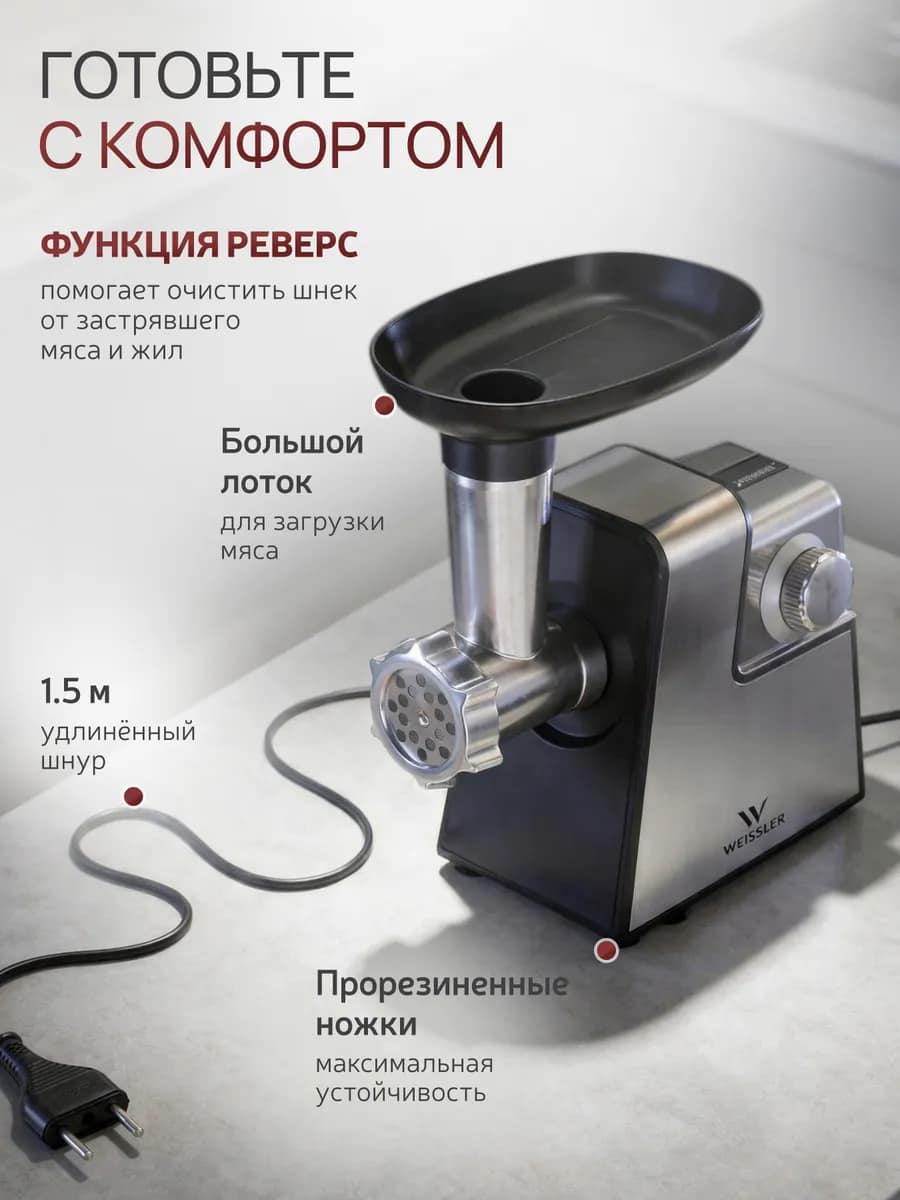 ГОТОВЬТЕ
С КОМФОРТОМ
ФУНКЦИЯ РЕВЕРС
помогает очистить шнек
от застрявшего
мяса и жил
Большой
лоток
для загрузки
мяса
1.5 м
удлинённый
шнур
WEISSLER
Прорезиненные
ножки
максимальная
устойчивость